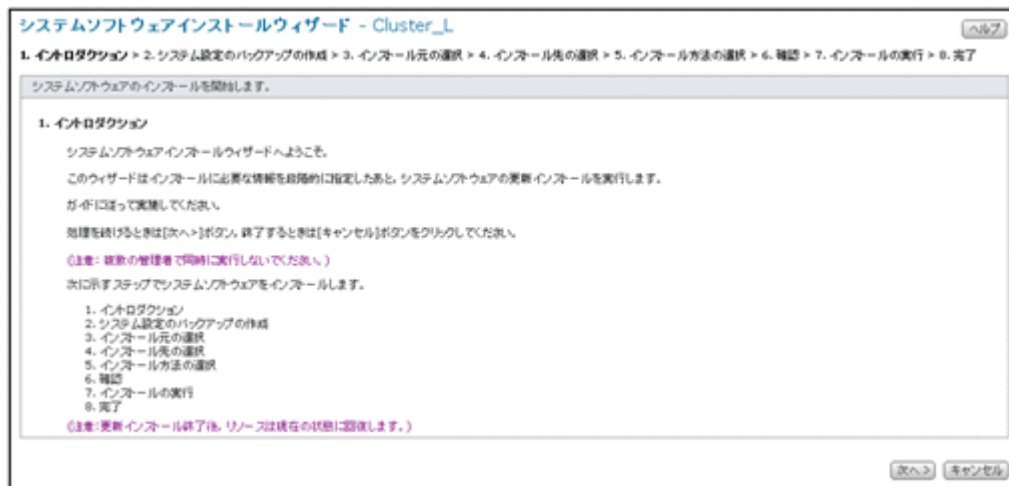 システムソフトウェアインストールウィザード - Cluster_L
ヘルプ
1. イントロダクション > 2. システム設定のバックアップの作成 > 3. インストール元の選択 > 4. インストール先の選択 > 5. インストール方法の選択 > 6. 確認 > 7. インストールの実行 > 8. 完了
システムソフトウェアのインストールを開始します。
1. イントロダクション
システムソフトウェアインストールウィザードへようこそ。
このウィザードはインストールに必要な情報を段階的に指定したあと、システムソフトウェアの更新インストールを実行します。
ガイドにそって実施してください。
処理を続けるときは[次へ>]ボタン、終了するときは[キャンセル]ボタンをクリックしてください。
(注意: 複数の管理者で同時に実行しないでください。)
次に示すステップでシステムソフトウェアをインストールします。
1. イントロダクション
2. システム設定のバックアップの作成
3. インストール元の選択
4. インストール先の選択
5. インストール方法の選択
6. 確認
7. インストールの実行
8. 完了
(注意:更新インストール終了後、リソースは現在の状態に回復します。)
次へ >
キャンセル